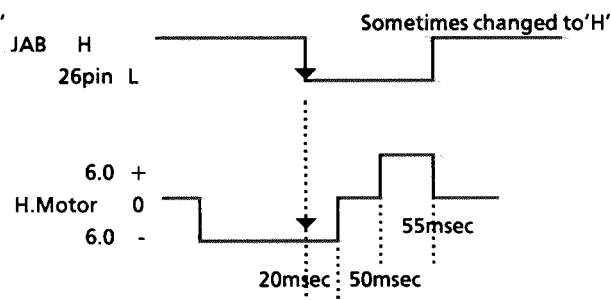 Sometimes changed to'H'
JAB H
26pin L
6.0 +
H.Motor 0
6.0 -
55msec
20msec 50msec